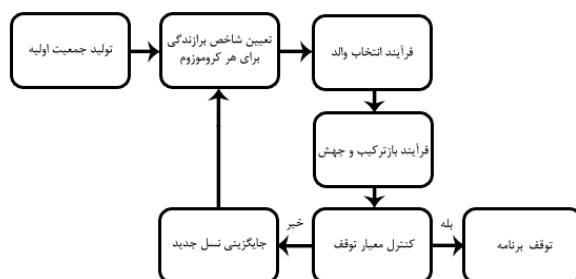 تولید جمعیت اولیه
تعیین شاخص برازندگی
برای هر کروموزوم
فرآیند انتخاب والد
فرآیند بازترکیب و جهش
کنترل معیار توقف
بله
توقف برنامه
خیر
جایگزینی نسل جدید